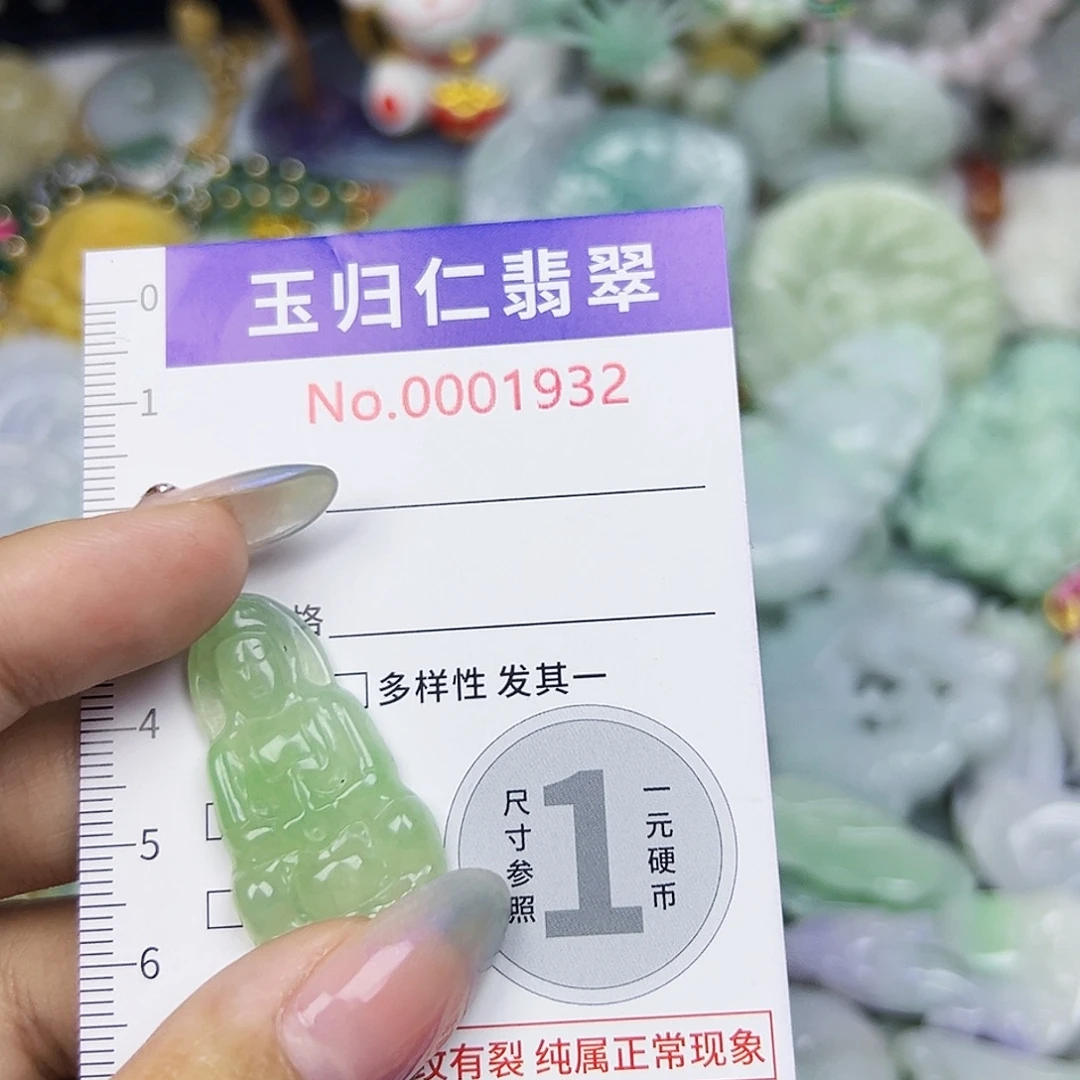 玉归仁翡翠
No.0001932
0
1
格
多样性 发其一
4
5
6
尺寸参照
1
一元硬币
纹有裂 纯属正常现象